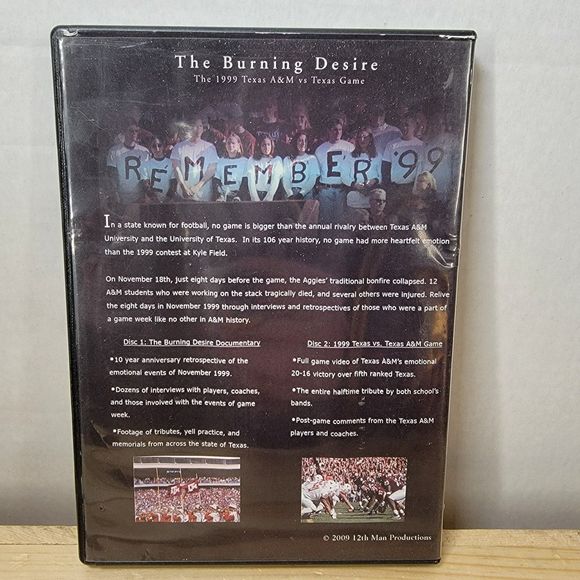 The Burning Desire
The 1999 Texas A&M vs Texas Game
REMEMBER '99
In a state known for football, no game is bigger than the annual rivalry between Texas A&M
University and the University of Texas. In its 106 year history, no game had more heartfelt emotion
than the 1999 contest at Kyle Field.
On November 18th, just eight days before the game, the Aggies' traditional bonfire collapsed. 12
A&M students who were working on the stack tragically died, and several others were injured. Relive
the eight days in November 1999 through interviews and retrospectives of those who were a part of
a game week like no other in A&M history.
Disc 1: The Burning Desire Documentary
•10 year anniversary retrospective of the
emotional events of November 1999.
•Dozens of interviews with players, coaches,
and those involved with the events of game
week.
•Footage of tributes, yell practice, and
memorials from across the state of Texas.
Disc 2: 1999 Texas vs. Texas A&M Game
•Full game video of Texas A&M's emotional
20-16 victory over fifth ranked Texas.
•The entire halftime tribute by both school's
bands.
•Post-game comments from the Texas A&M
players and coaches.
© 2009 12th Man Productions